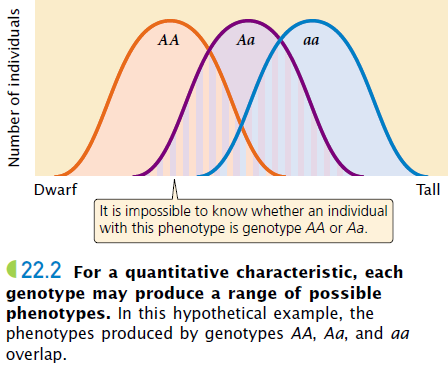 Number of individuals
AA
Aa
aa
Dwarf
Tall
It is impossible to know whether an individual
with this phenotype is genotype AA or Aa.
22.2 For a quantitative characteristic, each
genotype may produce a range of possible
phenotypes. In this hypothetical example, the
phenotypes produced by genotypes AA, Aa, and aa
overlap.